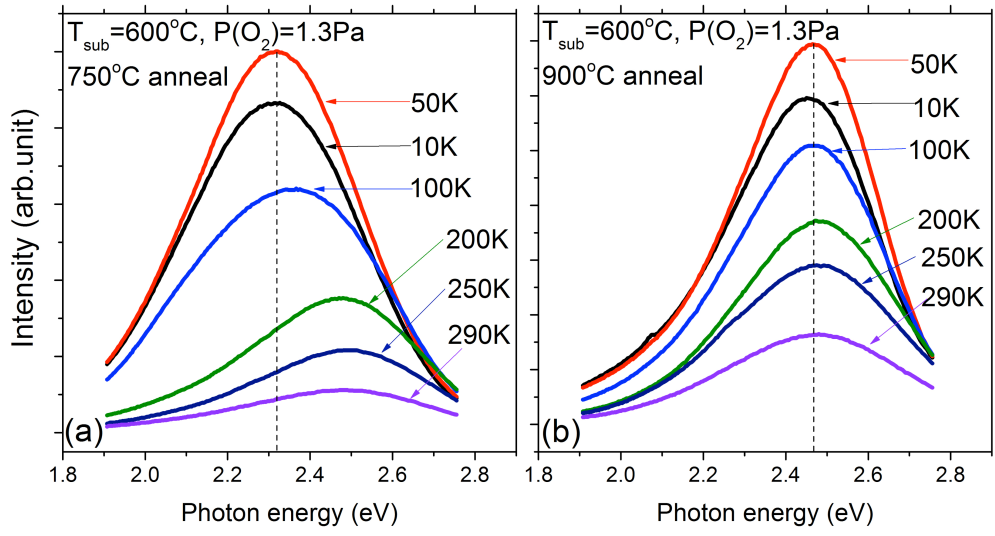 T_sub=600°C, P(O₂)=1.3Pa
750°C anneal
50K
10K
100K
200K
250K
290K
(a)
1.8 2.0 2.2 2.4 2.6 2.8
Photon energy (eV)
Intensity (arb.unit)
T_sub=600°C, P(O₂)=1.3Pa
900°C anneal
50K
10K
100K
200K
250K
290K
(b)
1.8 2.0 2.2 2.4 2.6 2.8
Photon energy (eV)